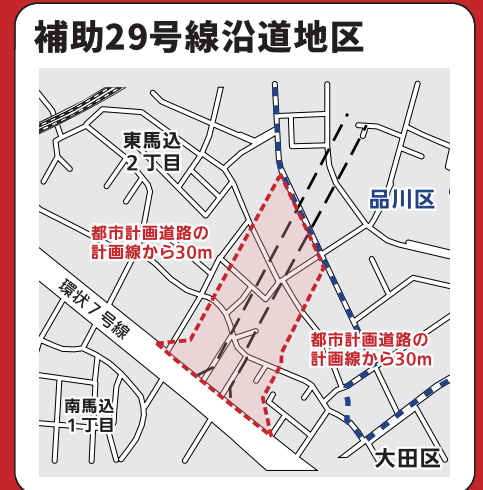 補助29号線沿道地区
東馬込
2丁目
品川区
都市計画道路の
計画線から30m
環状7号線
都市計画道路の
計画線から30m
南馬込
1丁目
大田区